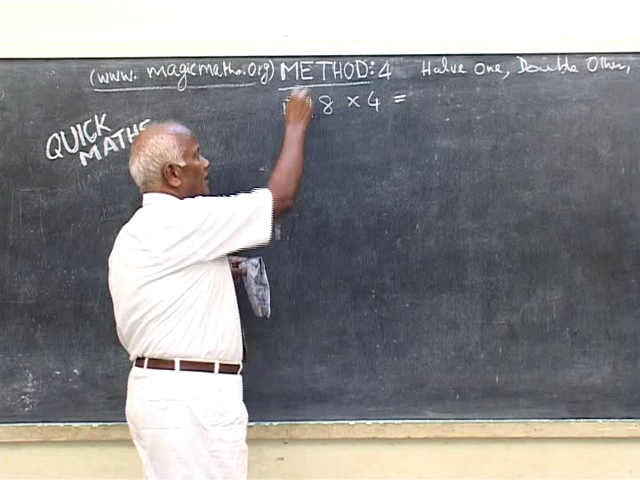 (www. magicmaths.org) METHOD: 4 Halve One, Double Other,
8 × 4 =
QUICK
MATHS